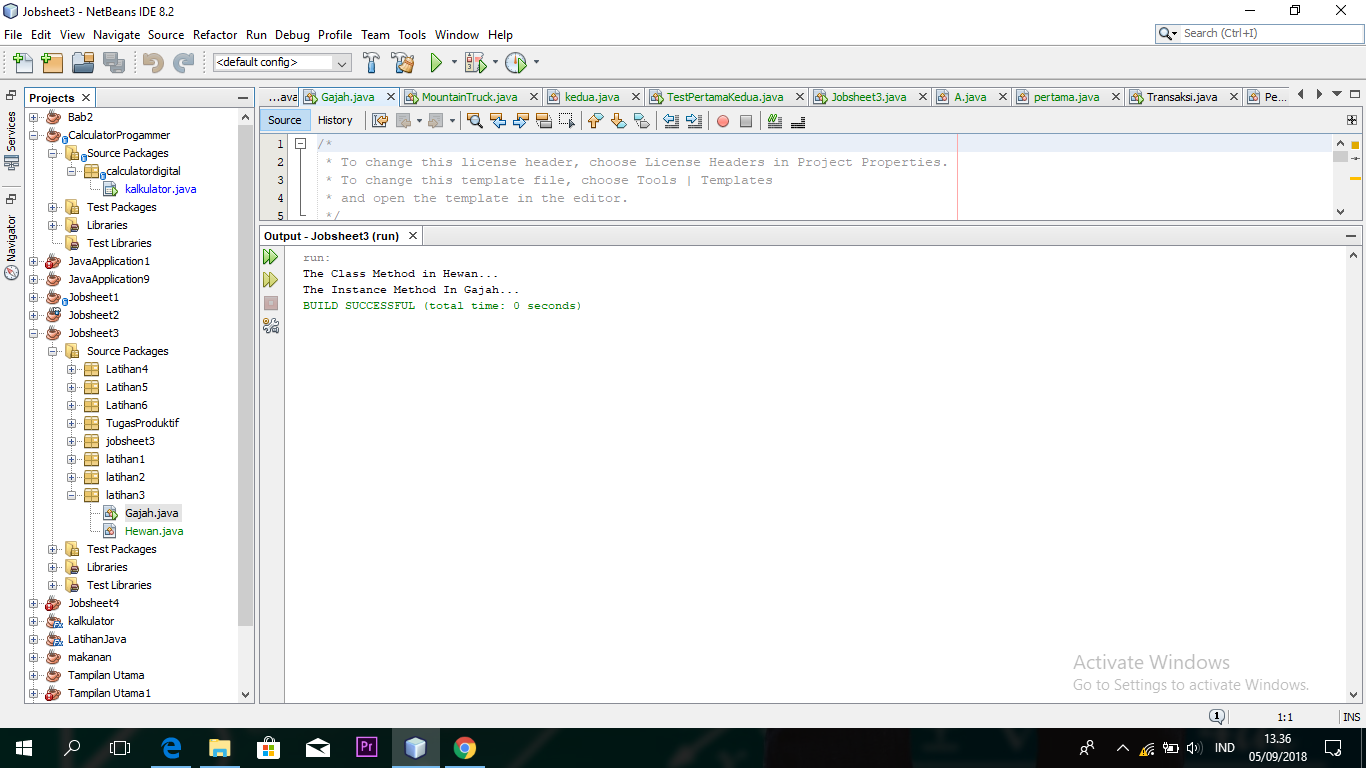 Jobsheet3 - NetBeans IDE 8.2
File Edit View Navigate Source Refactor Run Debug Profile Team Tools Window Help
Search (Ctrl+I)
<default config>
Services
Navigator
Projects
Bab2
CalculatorProgammer
Source Packages
calculatordigital
kalkulator.java
Test Packages
Libraries
Test Libraries
JavaApplication1
JavaApplication9
Jobsheet1
Jobsheet2
Jobsheet3
Source Packages
Latihan4
Latihan5
Latihan6
TugasProduktif
jobsheet3
latihan1
latihan2
latihan3
Gajah.java
Hewan.java
Test Packages
Libraries
Test Libraries
Jobsheet4
kalkulator
LatihanJava
makanan
Tampilan Utama
Tampilan Utama1
...ava Gajah.java MountainTruck.java kedua.java TestPertamaKedua.java Jobsheet3.java A.java pertama.java Transaksi.java Pe...
Source History
1 /*
2 * To change this license header, choose License Headers in Project Properties.
3 * To change this template file, choose Tools | Templates
4 * and open the template in the editor.
5 */
Output - Jobsheet3 (run)
run:
The Class Method in Hewan...
The Instance Method In Gajah...
BUILD SUCCESSFUL (total time: 0 seconds)
Activate Windows
Go to Settings to activate Windows.
1 1:1 INS
Pr
IND
13.36
05/09/2018